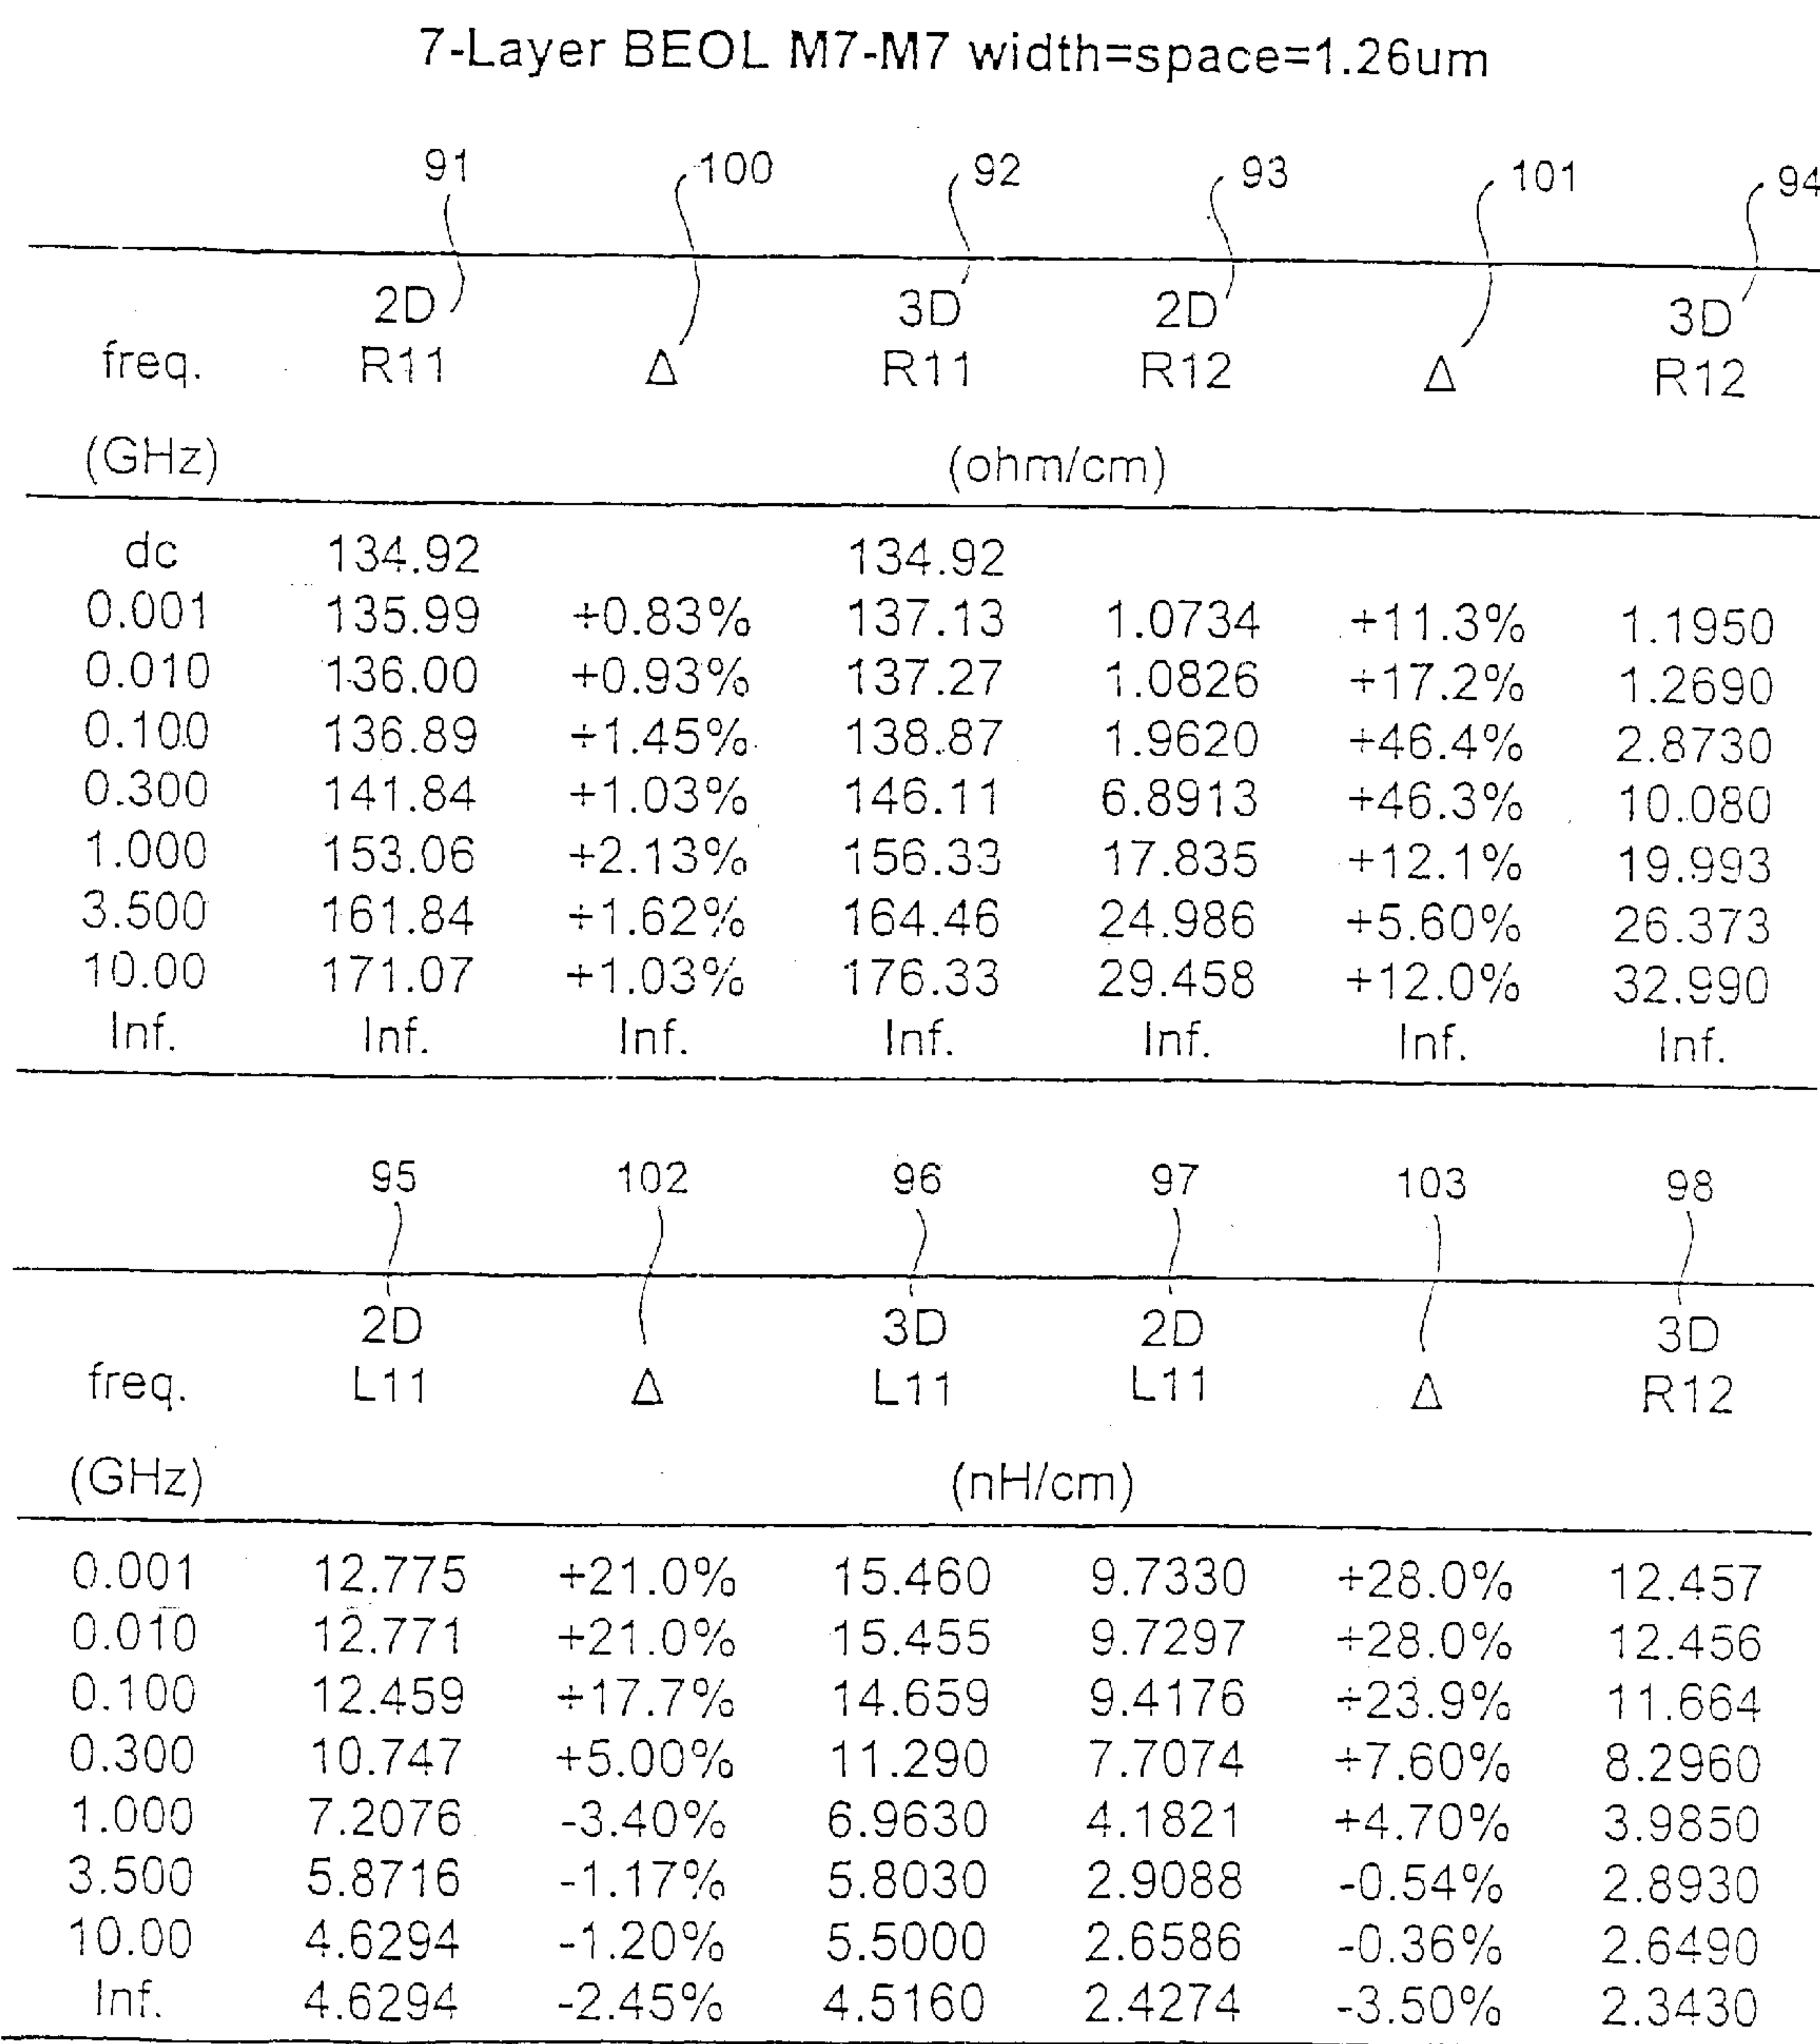 7-Layer BEOL M7-M7 width=space=1.26um
91 100 92 93 101 94
2D 3D 2D 3D
freq. R11 Δ R11 R12 Δ R12
(GHz) (ohm/cm)
dc 134.92 134.92
0.001 135.99 +0.83% 137.13 1.0734 +11.3% 1.1950
0.010 136.00 +0.93% 137.27 1.0826 +17.2% 1.2690
0.100 136.89 +1.45% 138.87 1.9620 +46.4% 2.8730
0.300 141.84 +1.03% 146.11 6.8913 +46.3% 10.080
1.000 153.06 +2.13% 156.33 17.835 +12.1% 19.993
3.500 161.84 +1.62% 164.46 24.986 +5.60% 26.373
10.00 171.07 +1.03% 176.33 29.458 +12.0% 32.990
Inf. Inf. Inf. Inf. Inf. Inf. Inf.
95 102 96 97 103 98
2D 3D 2D 3D
freq. L11 Δ L11 L11 Δ R12
(GHz) (nH/cm)
0.001 12.775 +21.0% 15.460 9.7330 +28.0% 12.457
0.010 12.771 +21.0% 15.455 9.7297 +28.0% 12.456
0.100 12.459 +17.7% 14.659 9.4176 +23.9% 11.664
0.300 10.747 +5.00% 11.290 7.7074 +7.60% 8.2960
1.000 7.2076 -3.40% 6.9630 4.1821 +4.70% 3.9850
3.500 5.8716 -1.17% 5.8030 2.9088 -0.54% 2.8930
10.00 4.6294 -1.20% 5.5000 2.6586 -0.36% 2.6490
Inf. 4.6294 -2.45% 4.5160 2.4274 -3.50% 2.3430